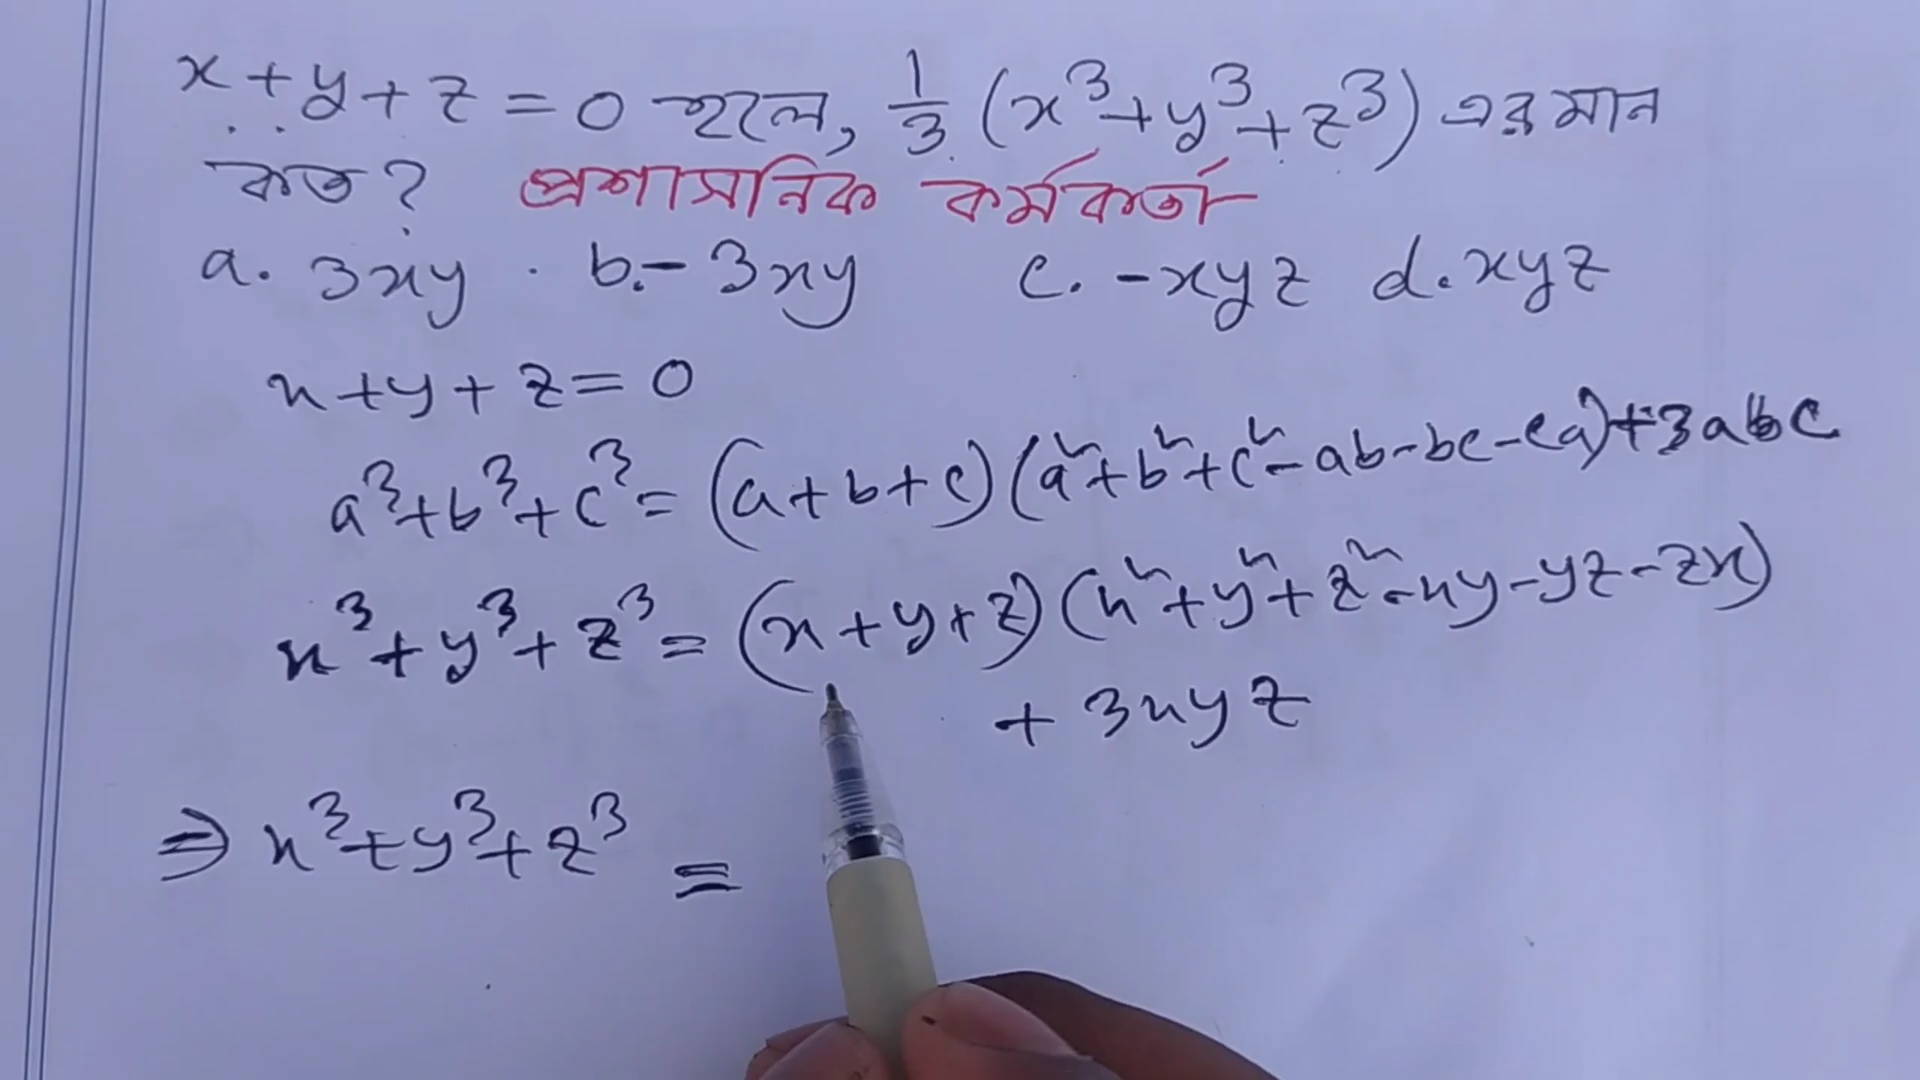 x+y+z=0 হলে, 1/3 (x³+y³+z³) এর মান
কত? প্রশাসনিক কর্মকর্তা
a. 3xy b. -3xy c. -xyz d. xyz
x+y+z=0
a³+b³+c³=(a+b+c)(a²+b²+c²-ab-bc-ca)+3abc
x³+y³+z³=(x+y+z)(x²+y²+z²-xy-yz-zx)
+3xyz
⇒ x³+y³+z³ =